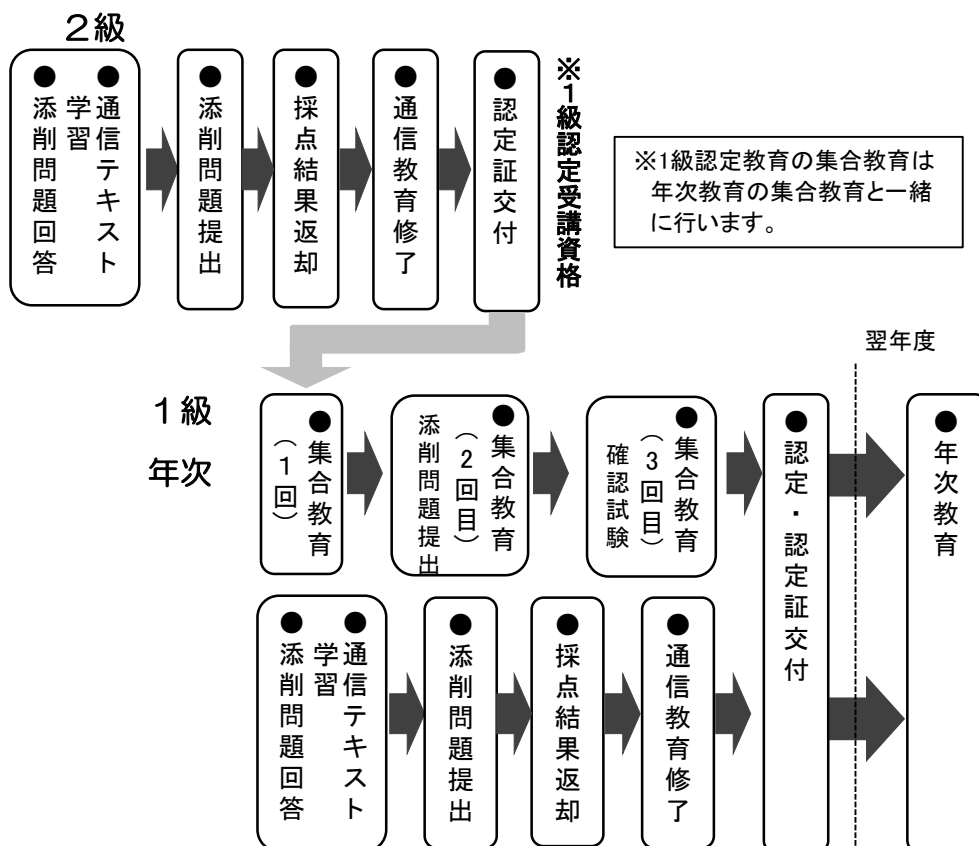 2級
●通信テキスト
学習
●添削問題回答
●添削問題提出
●採点結果返却
●通信教育修了
●認定証交付
※1級認定受講資格
※1級認定教育の集合教育は
年次教育の集合教育と一緒
に行います。
翌年度
1級
年次
●集合教育
(1回)
●集合教育
(2回目)
添削問題提出
●集合教育
(3回目)
確認試験
●認定・認定証交付
●年次教育
●通信テキスト
学習
●添削問題回答
●添削問題提出
●採点結果返却
●通信教育修了